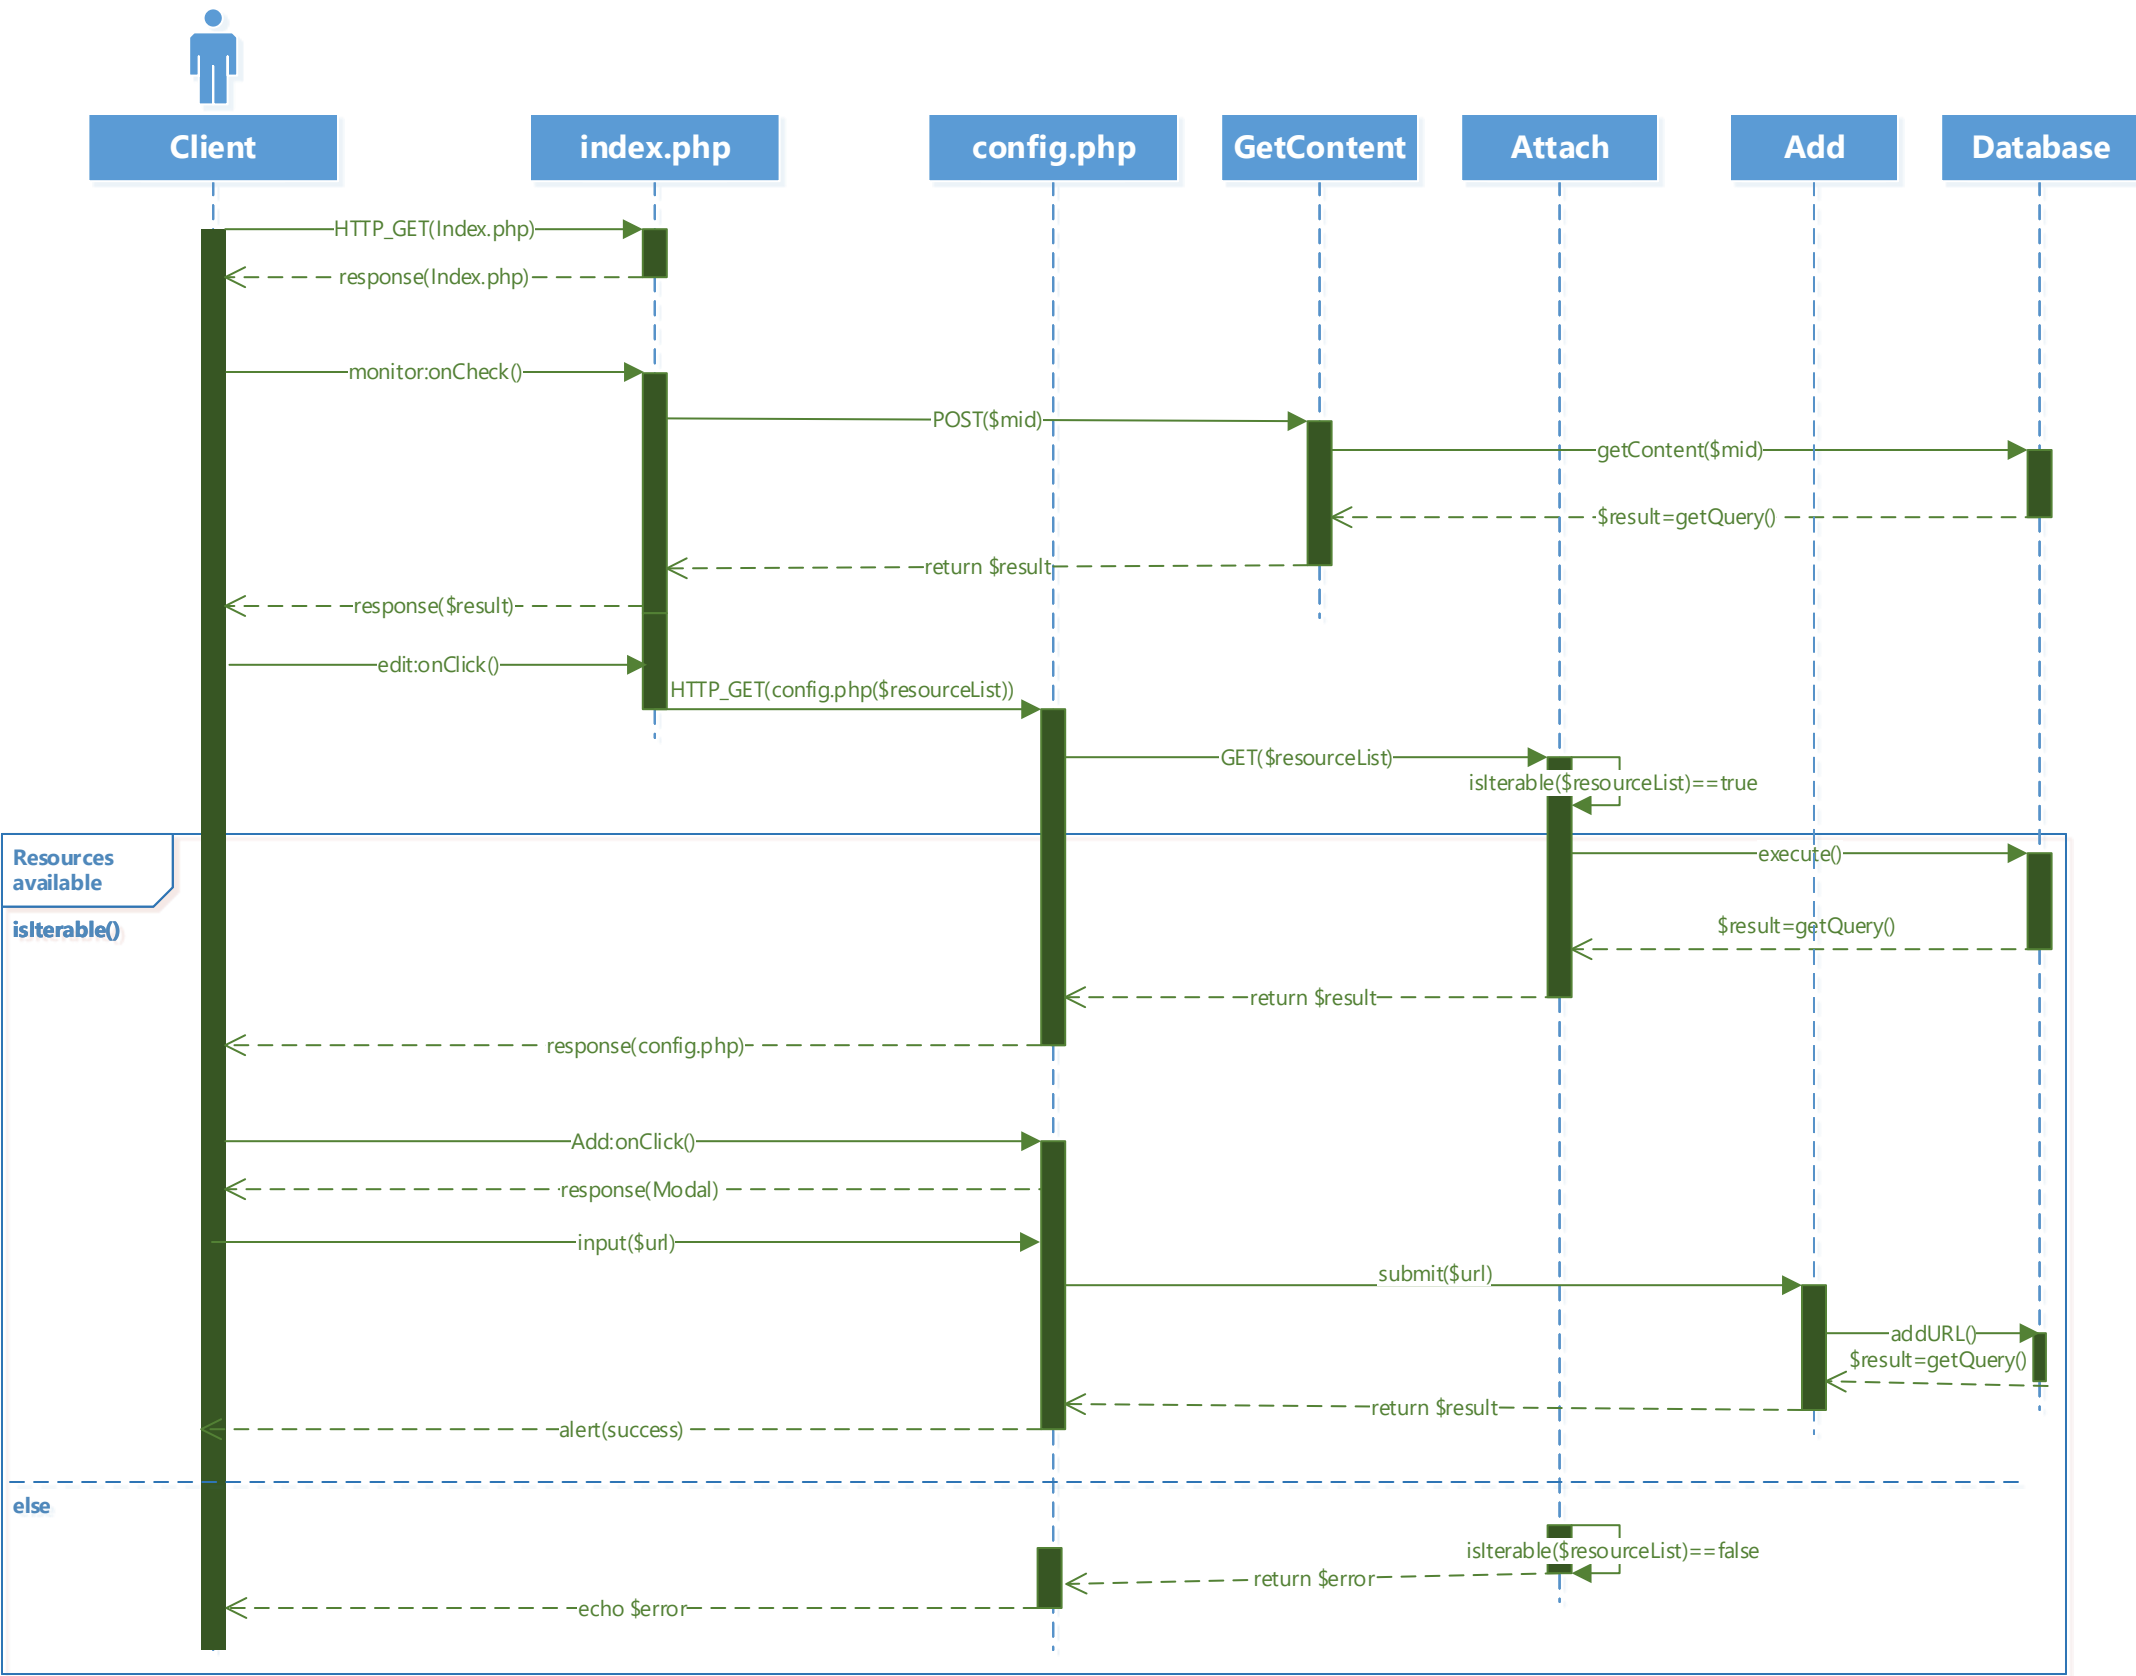 Client
index.php
config.php
GetContent
Attach
Add
Database
HTTP_GET(Index.php)
response(Index.php)
monitor:onCheck()
POST($mid)
getContent($mid)
$result=getQuery()
return $result
response($result)
edit:onClick()
HTTP_GET(config.php($resourceList))
GET($resourceList)
isIterable($resourceList)==true
Resources
available
execute()
isIterable()
$result=getQuery()
return $result
response(config.php)
Add:onClick()
response(Modal)
input($url)
submit($url)
addURL()
$result=getQuery()
return $result
alert(success)
else
isIterable($resourceList)==false
return $error
echo $error